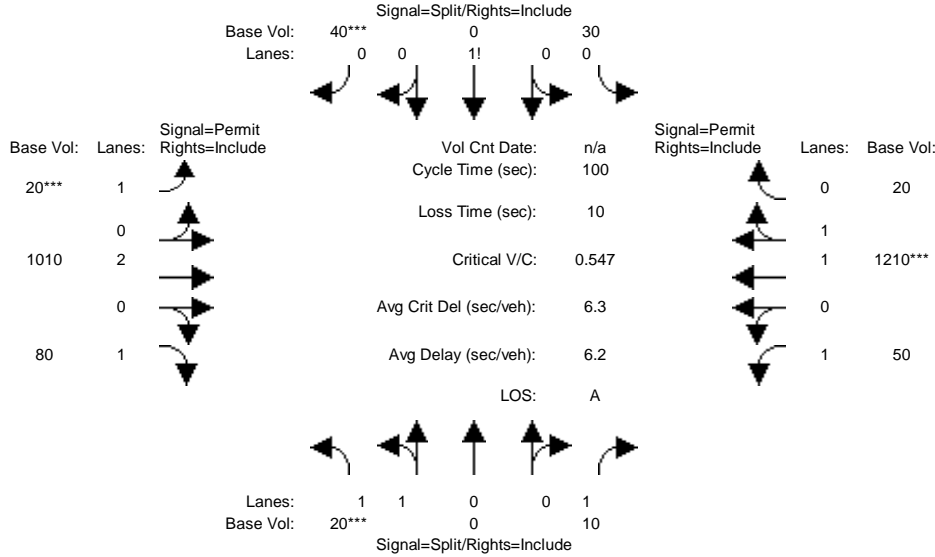 Signal=Split/Rights=Include
Base Vol: 40*** 0 30
Lanes: 0 0 1! 0 0
Signal=Permit Signal=Permit
Base Vol: Lanes: Rights=Include Vol Cnt Date: n/a Rights=Include Lanes: Base Vol:
Cycle Time (sec): 100
20*** 1 0 20
Loss Time (sec): 10
0 1
1010 2 Critical V/C: 0.547 1 1210***
0 Avg Crit Del (sec/veh): 6.3 0
80 1 Avg Delay (sec/veh): 6.2 1 50
LOS: A
Lanes: 1 1 0 0 1
Base Vol: 20*** 0 10
Signal=Split/Rights=Include